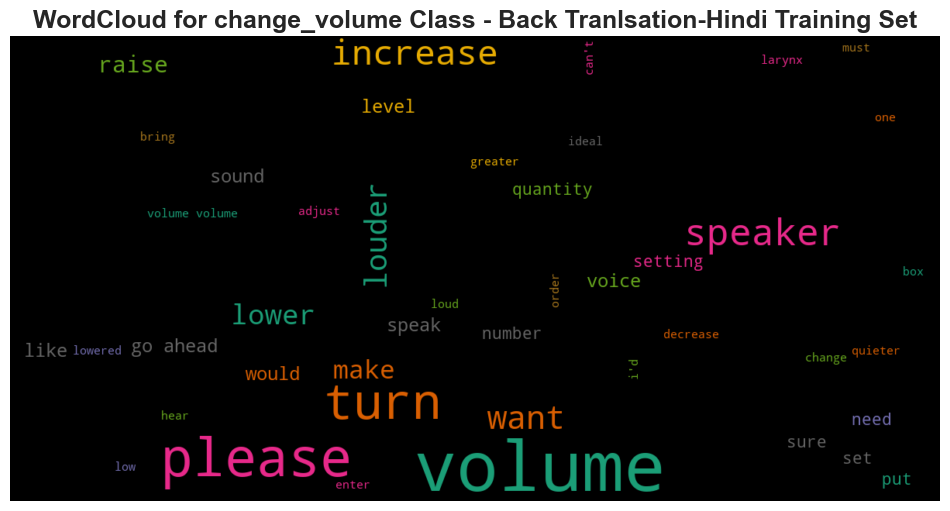 WordCloud for change_volume Class - Back Tranlsation-Hindi Training Set
increase
can't
must
raise
larynx
level
one
bring
ideal
greater
sound
quantity
volume volume
adjust
louder
speaker
setting
box
voice
order
loud
lower
speak
number
decrease
like
lowered
go ahead
quieter
change
would
make
i'd
turn
want
hear
need
please
volume
sure
set
low
put
enter